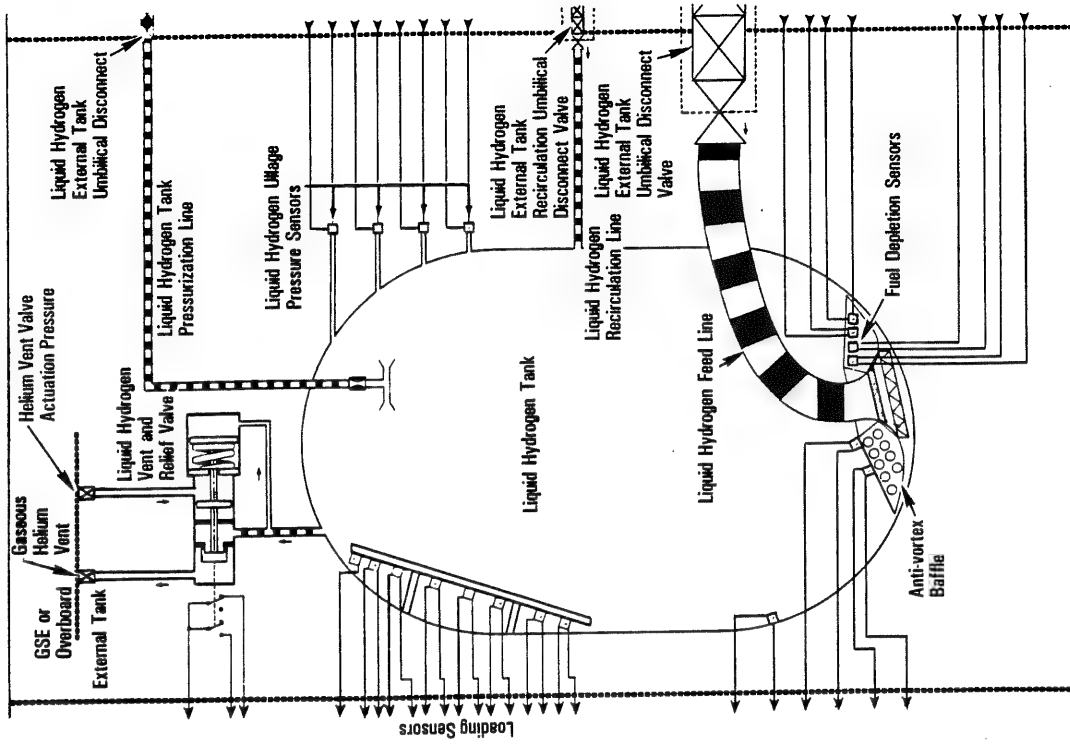 GSE or
Overboard
Gaseous
Helium
Vent
External Tank
Helium Vent Valve
Actuation Pressure
Liquid Hydrogen
Vent and
Relief Valve
Liquid Hydrogen
External Tank
Umbilical Disconnect
Liquid Hydrogen Tank
Pressurization Line
Liquid Hydrogen Ullage
Pressure Sensors
Liquid Hydrogen
External Tank
Recirculation Umbilical
Disconnect Valve
Liquid Hydrogen
External Tank
Umbilical Disconnect
Valve
Liquid Hydrogen
Recirculation Line
Liquid Hydrogen Tank
Liquid Hydrogen Feed Line
Fuel Depletion Sensors
Anti-vortex
Baffle
Loading Sensors